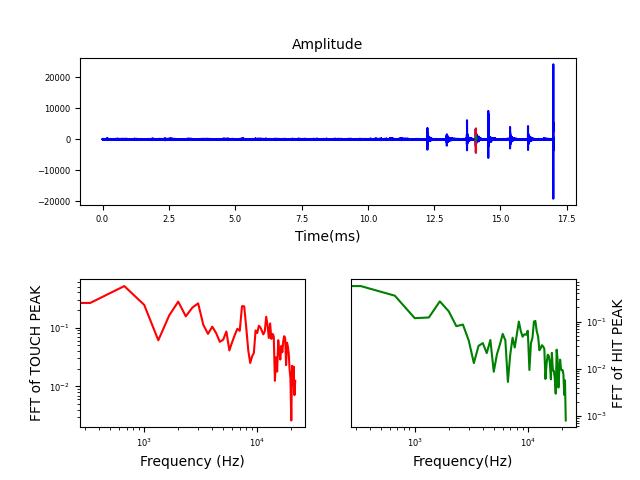 Amplitude
20000
10000
0
−10000
−20000
0.0 2.5 5.0 7.5 10.0 12.5 15.0 17.5
Time(ms)
FFT of TOUCH PEAK
10⁻¹
10⁻²
10³ 10⁴
Frequency (Hz)
10⁻¹
10⁻²
10⁻³
FFT of HIT PEAK
10³ 10⁴
Frequency(Hz)